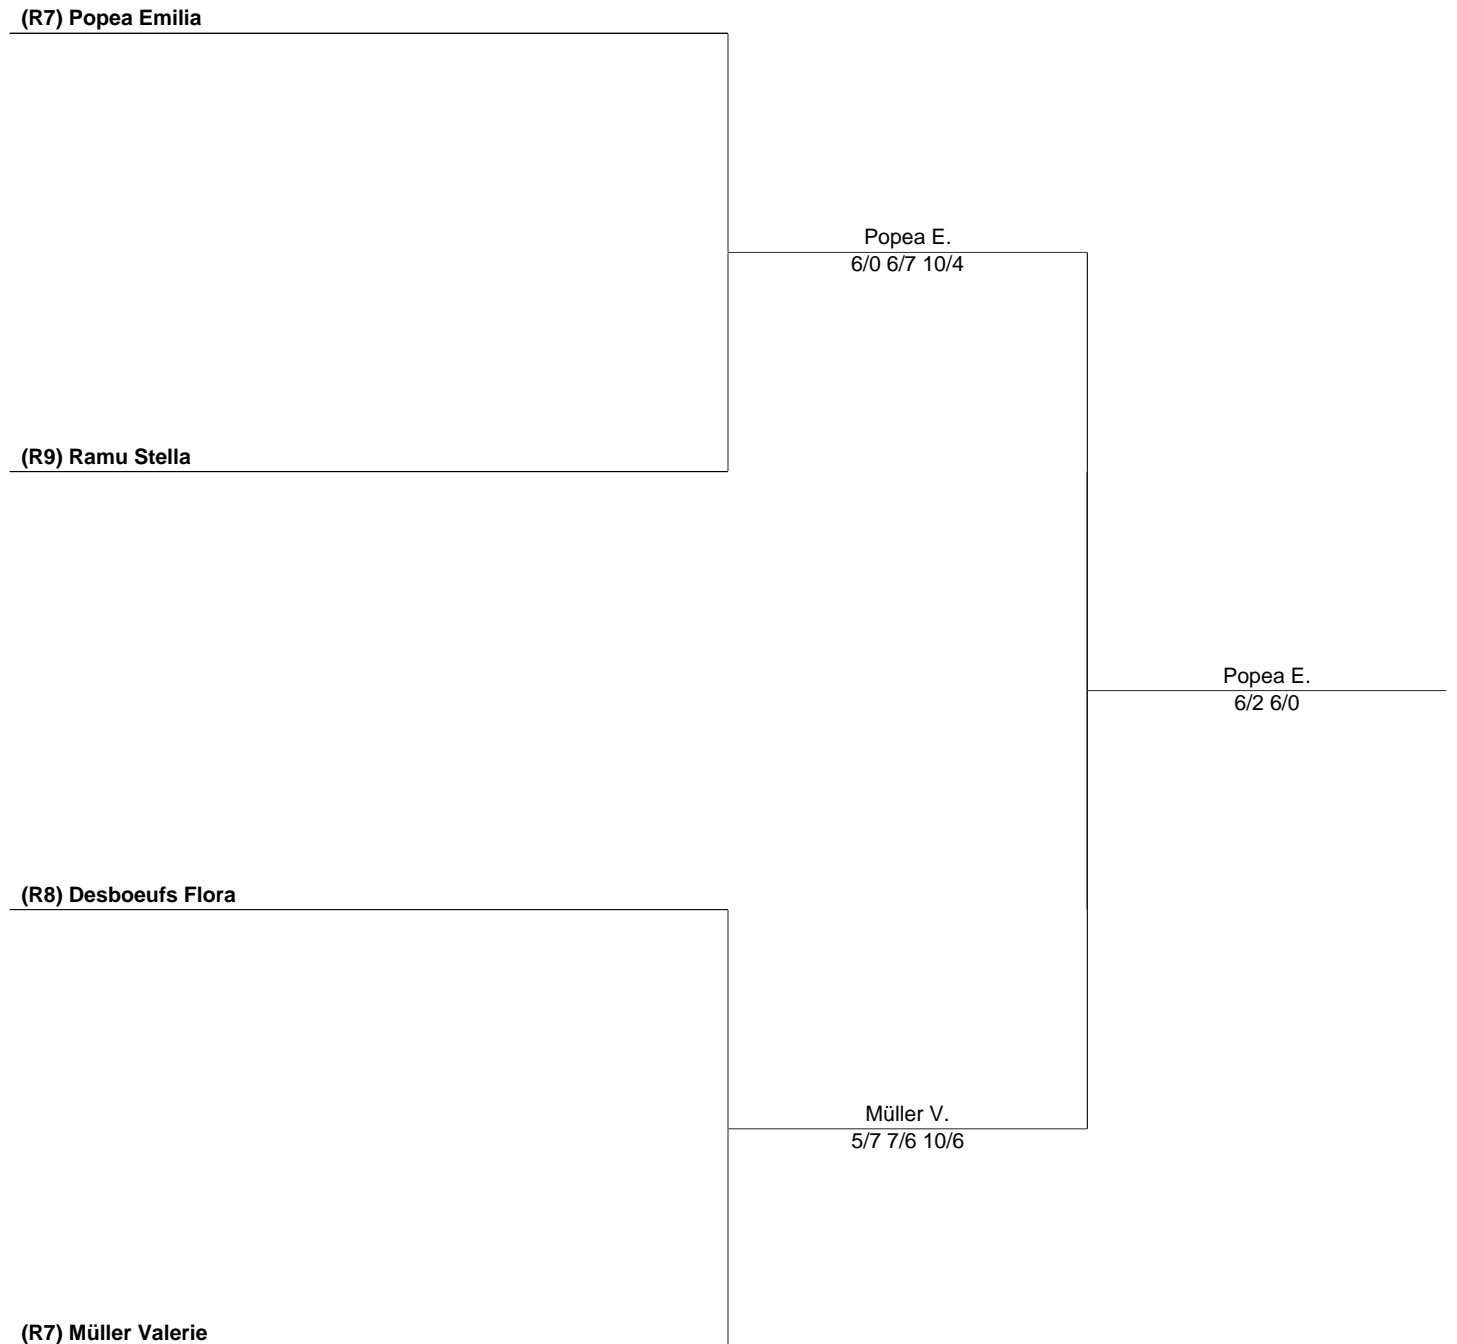 (R7) Popea Emilia
Popea E.
6/0 6/7 10/4
(R9) Ramu Stella
Popea E.
6/2 6/0
(R8) Desboeufs Flora
Müller V.
5/7 7/6 10/6
(R7) Müller Valerie